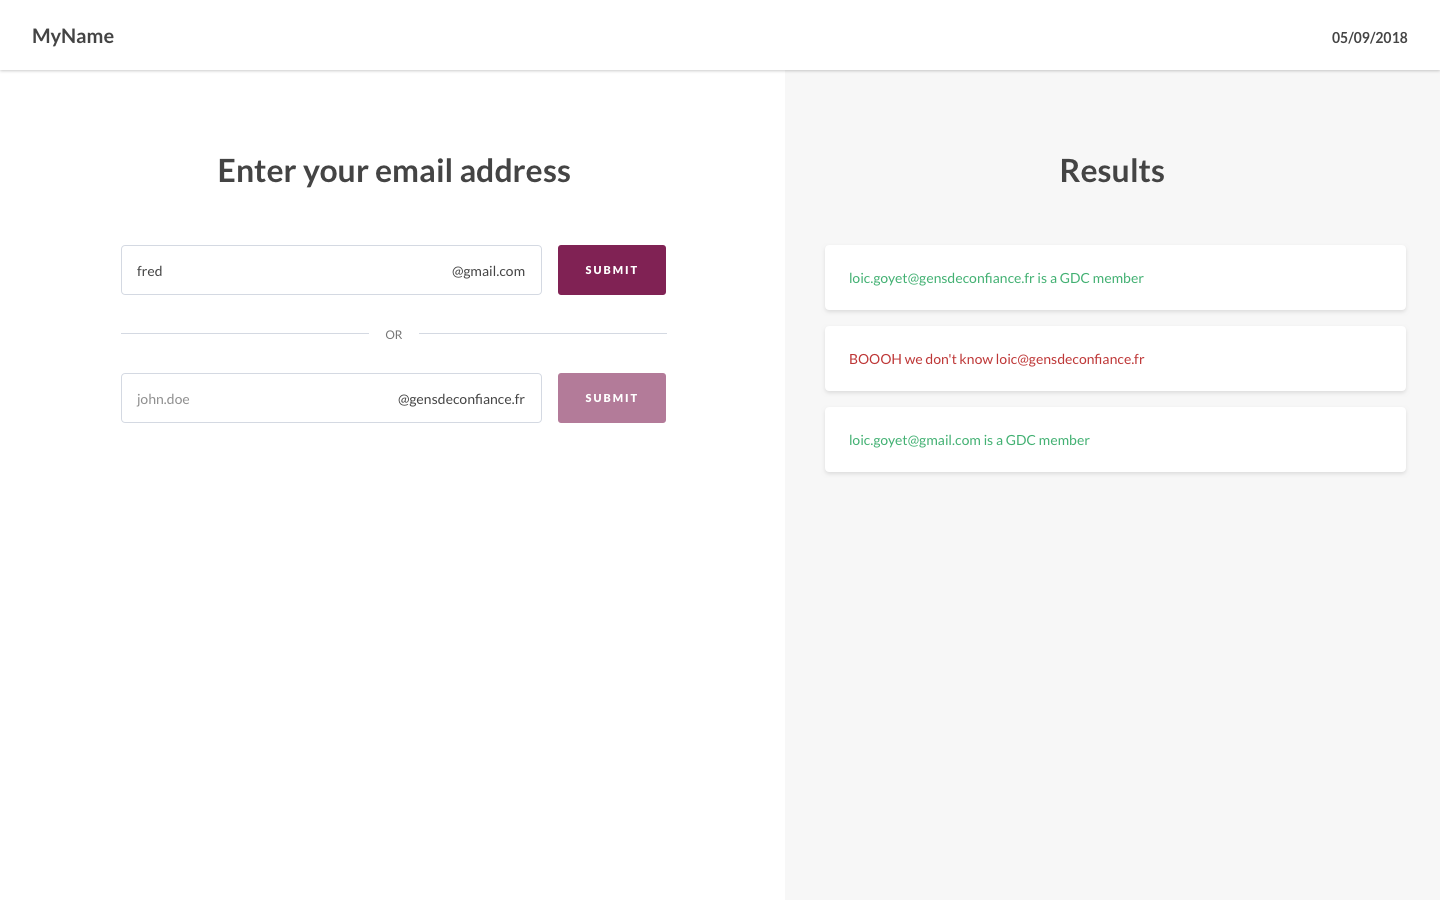 MyName
05/09/2018
Enter your email address
fred @gmail.com SUBMIT
OR
john.doe @gensdeconfiance.fr SUBMIT
Results
loic.goyet@gensdeconfiance.fr is a GDC member
BOOOH we don't know loic@gensdeconfiance.fr
loic.goyet@gmail.com is a GDC member